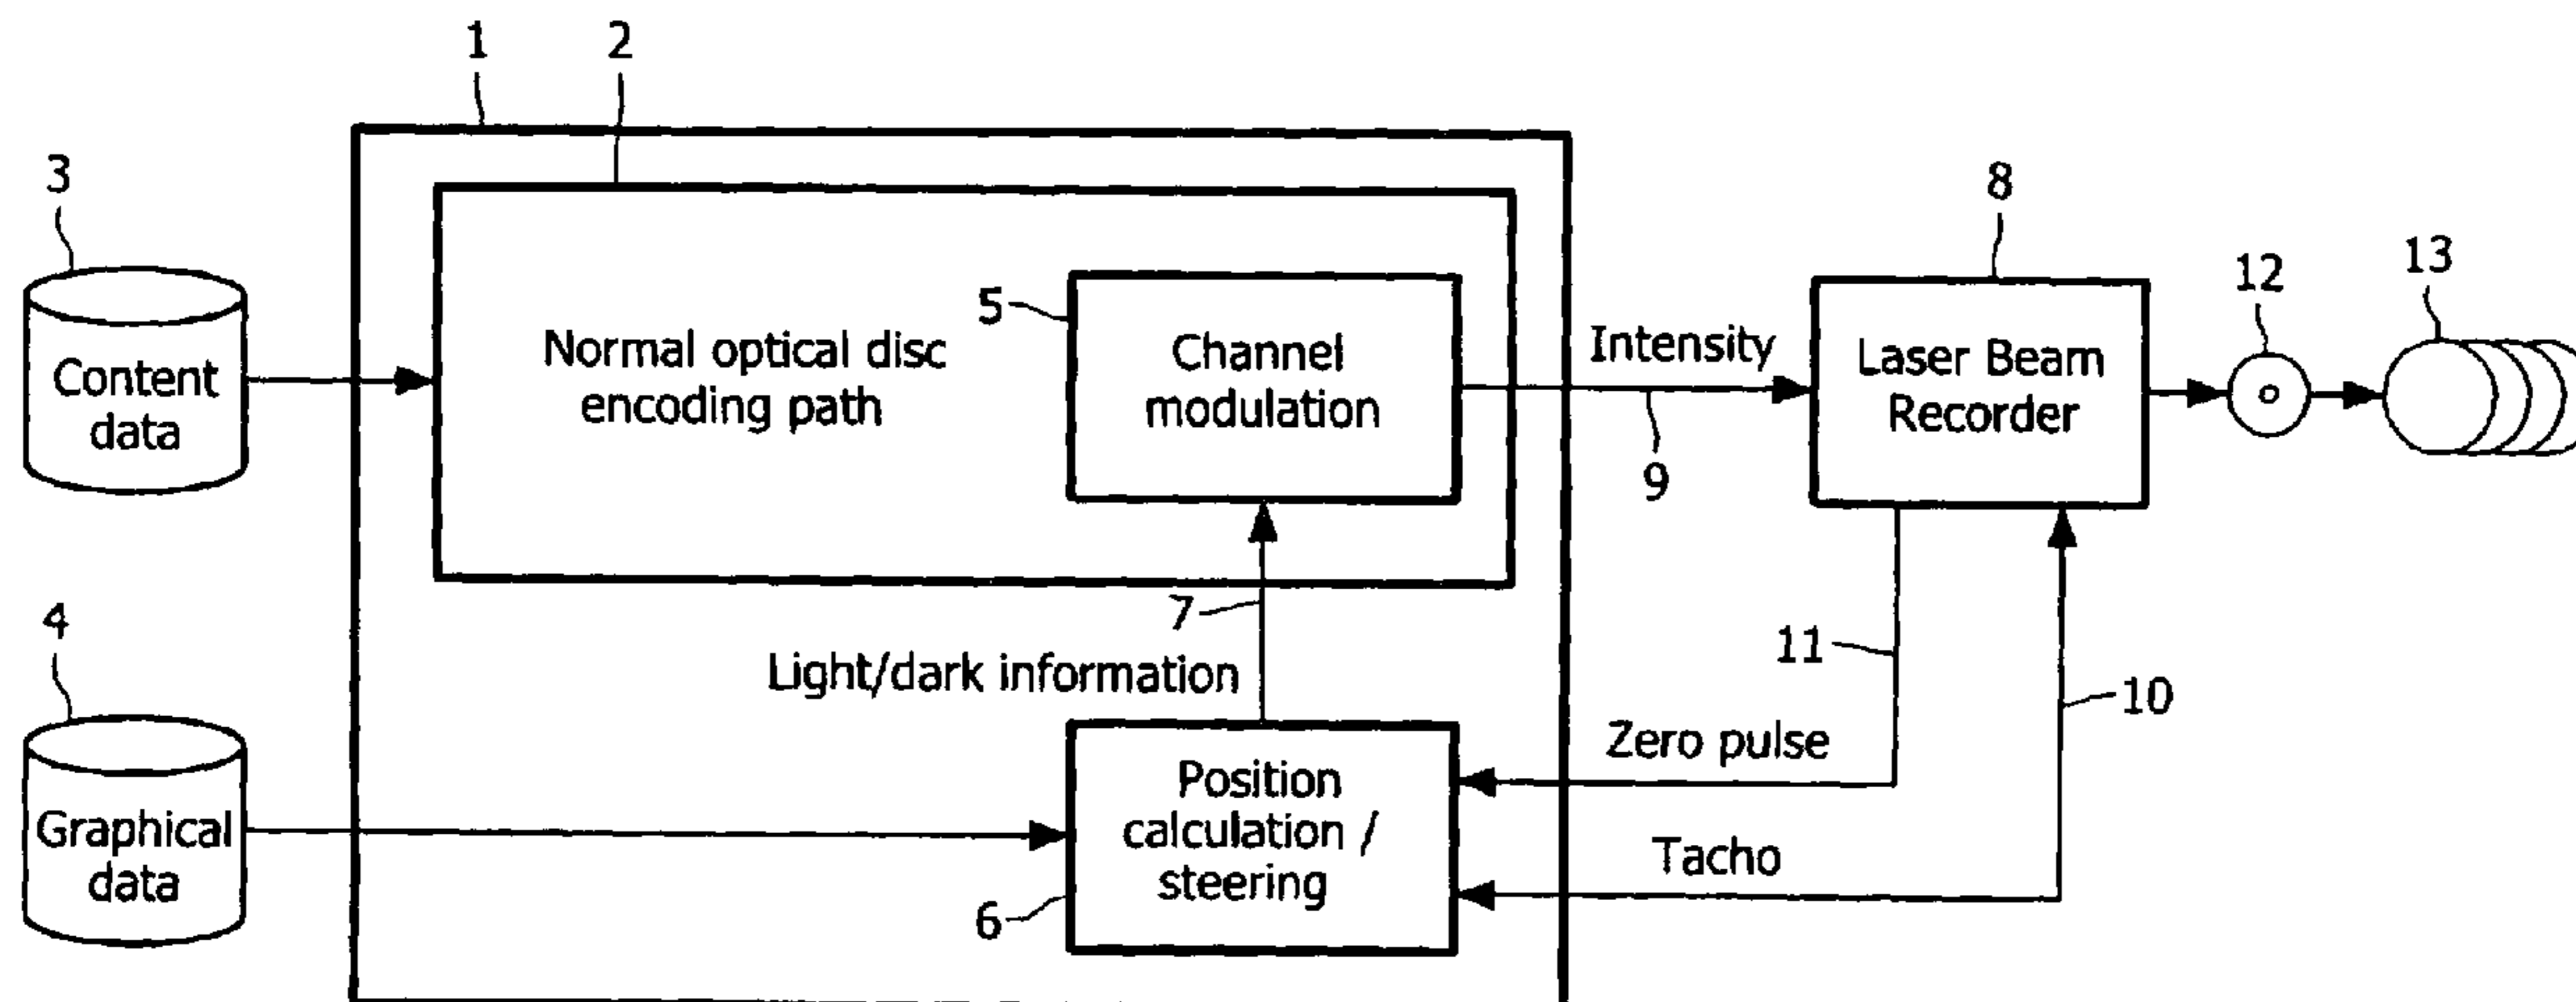 1
2
3
Content
data
Normal optical disc
encoding path
5
Channel
modulation
Intensity
9
8
Laser Beam
Recorder
12
13
4
Graphical
data
7
Light/dark information
11
10
Zero pulse
Position
calculation /
steering
6
Tacho